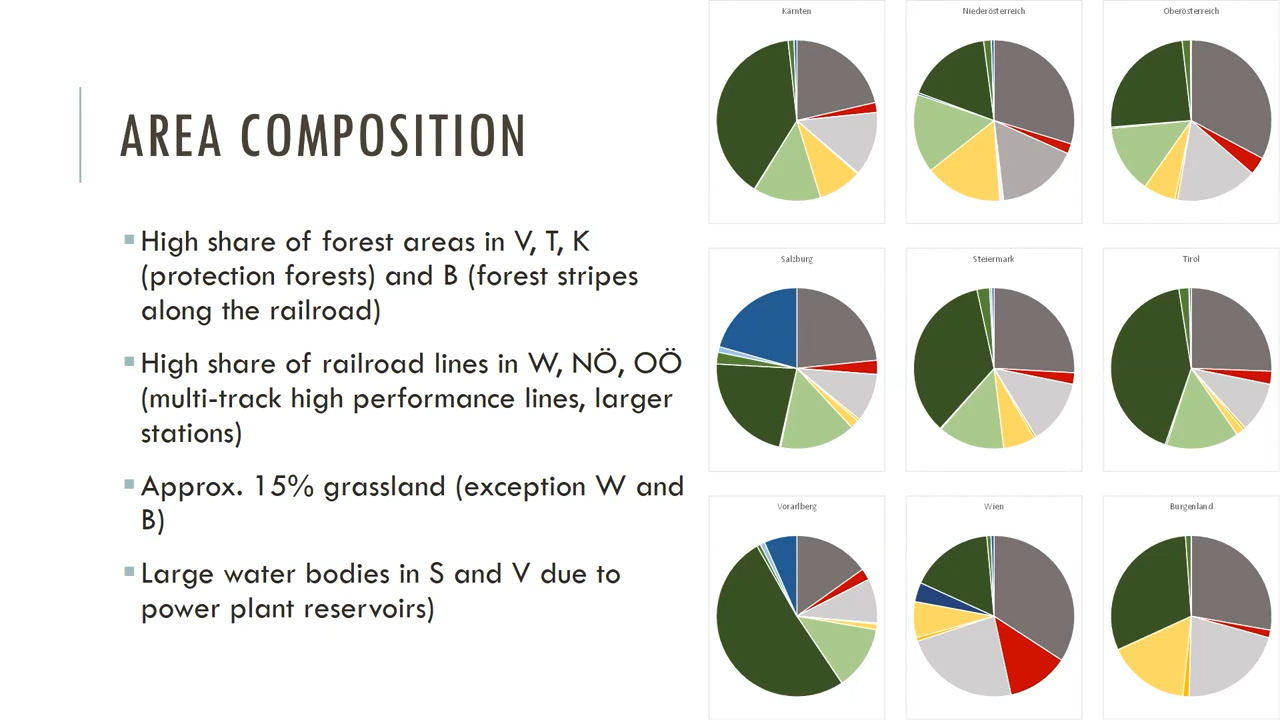 AREA COMPOSITION
▪ High share of forest areas in V, T, K
(protection forests) and B (forest stripes
along the railroad)
▪ High share of railroad lines in W, NÖ, OÖ
(multi-track high performance lines, larger
stations)
▪ Approx. 15% grassland (exception W and
B)
▪ Large water bodies in S and V due to
power plant reservoirs)
Kärnten
Niederösterreich
Oberösterreich
Salzburg
Steiermark
Tirol
Vorarlberg
Wien
Burgenland